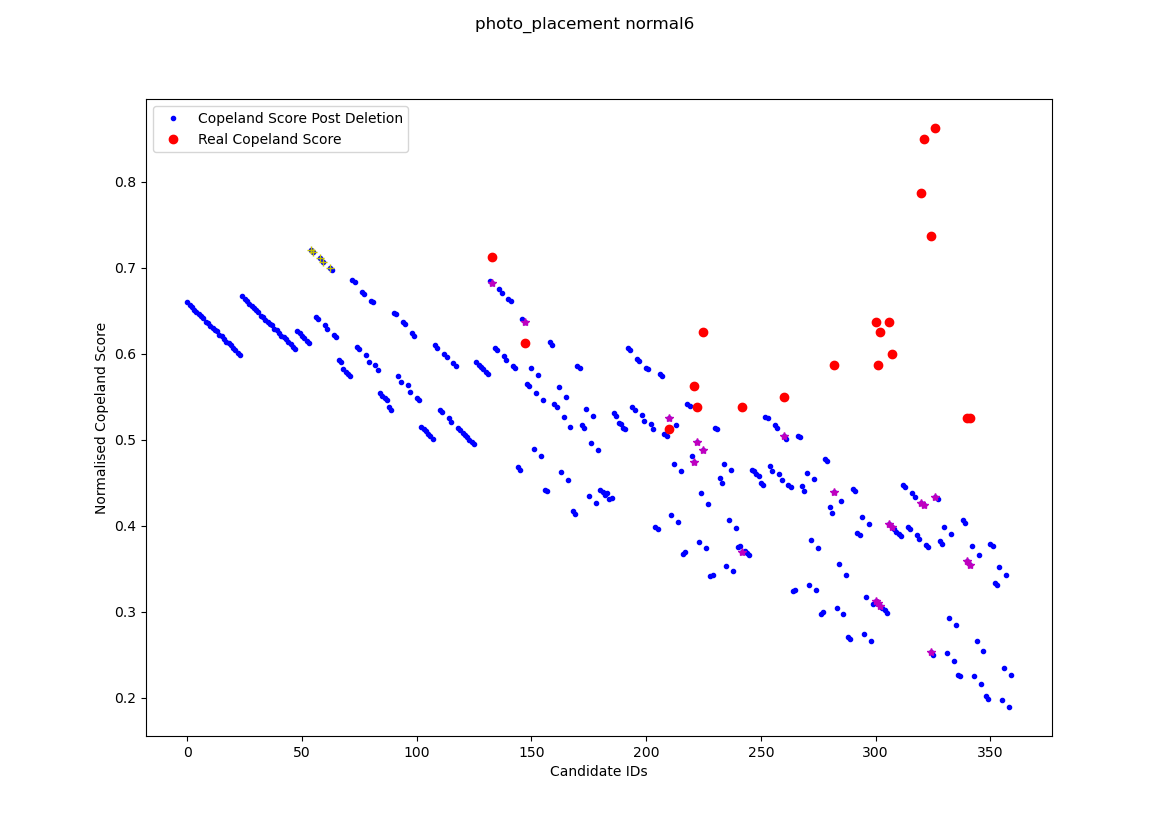 photo_placement normal6
Copeland Score Post Deletion
Real Copeland Score
Normalised Copeland Score
0.8
0.7
0.6
0.5
0.4
0.3
0.2
0 50 100 150 200 250 300 350
Candidate IDs